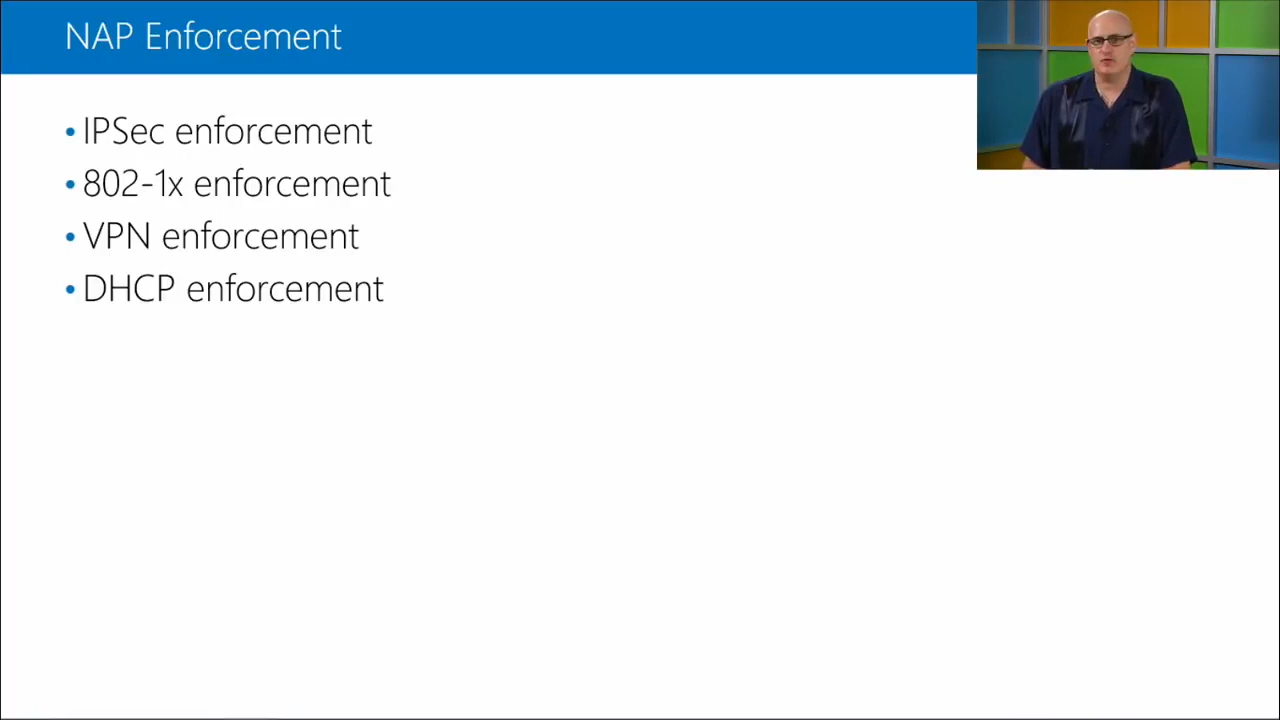 NAP Enforcement
• IPSec enforcement
• 802-1x enforcement
• VPN enforcement
• DHCP enforcement